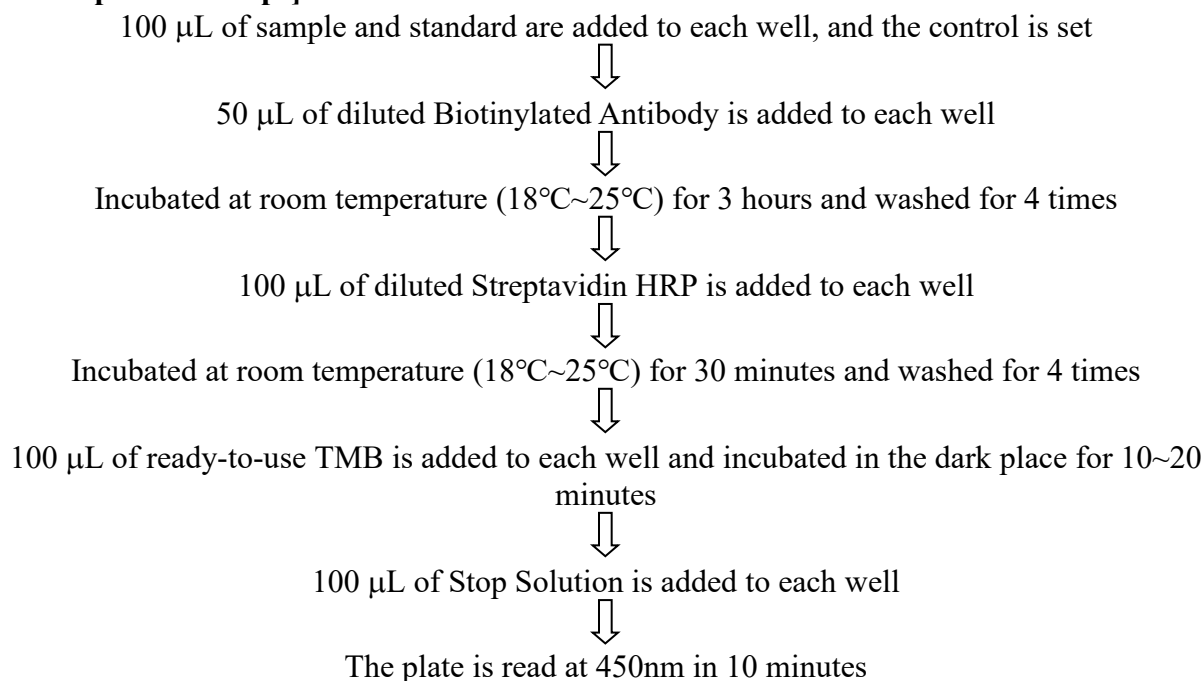 100 μL of sample and standard are added to each well, and the control is set
50 μL of diluted Biotinylated Antibody is added to each well
Incubated at room temperature (18℃~25℃) for 3 hours and washed for 4 times
100 μL of diluted Streptavidin HRP is added to each well
Incubated at room temperature (18℃~25℃) for 30 minutes and washed for 4 times
100 μL of ready-to-use TMB is added to each well and incubated in the dark place for 10~20
minutes
100 μL of Stop Solution is added to each well
The plate is read at 450nm in 10 minutes